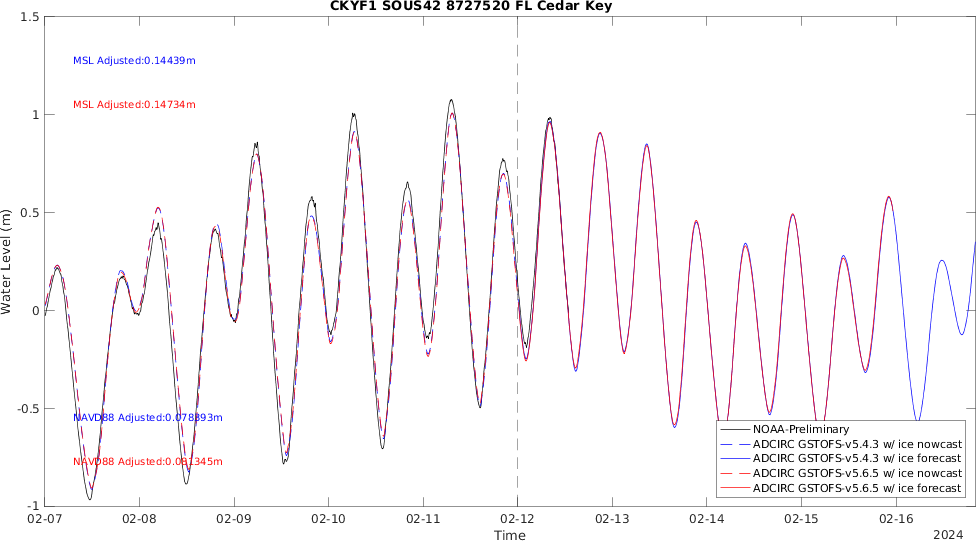 CKYF1 SOUS42 8727520 FL Cedar Key
1.5
MSL Adjusted:0.14439m
MSL Adjusted:0.14734m
1
0.5
Water Level (m)
0
-0.5
NAVD88 Adjusted:0.078393m
NAVD88 Adjusted:0.081345m
-1
NOAA-Preliminary
ADCIRC GSTOFS-v5.4.3 w/ ice nowcast
ADCIRC GSTOFS-v5.4.3 w/ ice forecast
ADCIRC GSTOFS-v5.6.5 w/ ice nowcast
ADCIRC GSTOFS-v5.6.5 w/ ice forecast
02-07 02-08 02-09 02-10 02-11 02-12 02-13 02-14 02-15 02-16
Time
2024